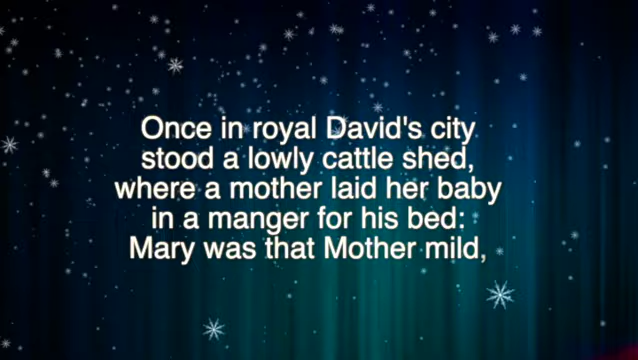 Once in royal David's city
stood a lowly cattle shed,
where a mother laid her baby
in a manger for his bed:
Mary was that Mother mild,